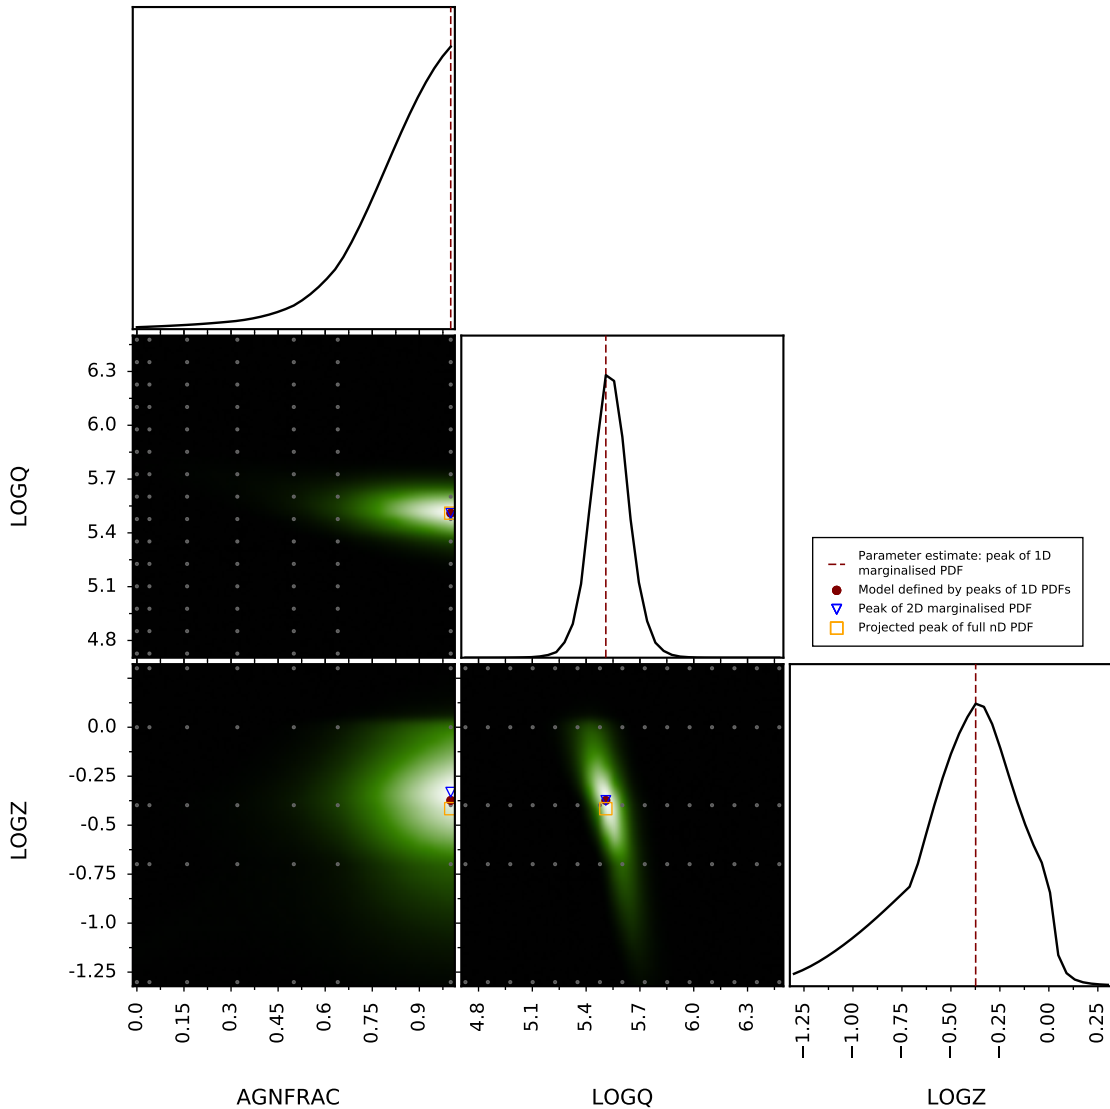 LOGQ
6.3
6.0
5.7
5.4
5.1
4.8
Parameter estimate: peak of 1D
marginalised PDF
Model defined by peaks of 1D PDFs
Peak of 2D marginalised PDF
Projected peak of full nD PDF
LOGZ
0.0
-0.25
-0.5
-0.75
-1.0
-1.25
0.0 0.15 0.3 0.45 0.6 0.75 0.9
4.8 5.1 5.4 5.7 6.0 6.3
−1.25 −1.00 −0.75 −0.50 −0.25 0.00 0.25
AGNFRAC
LOGQ
LOGZ